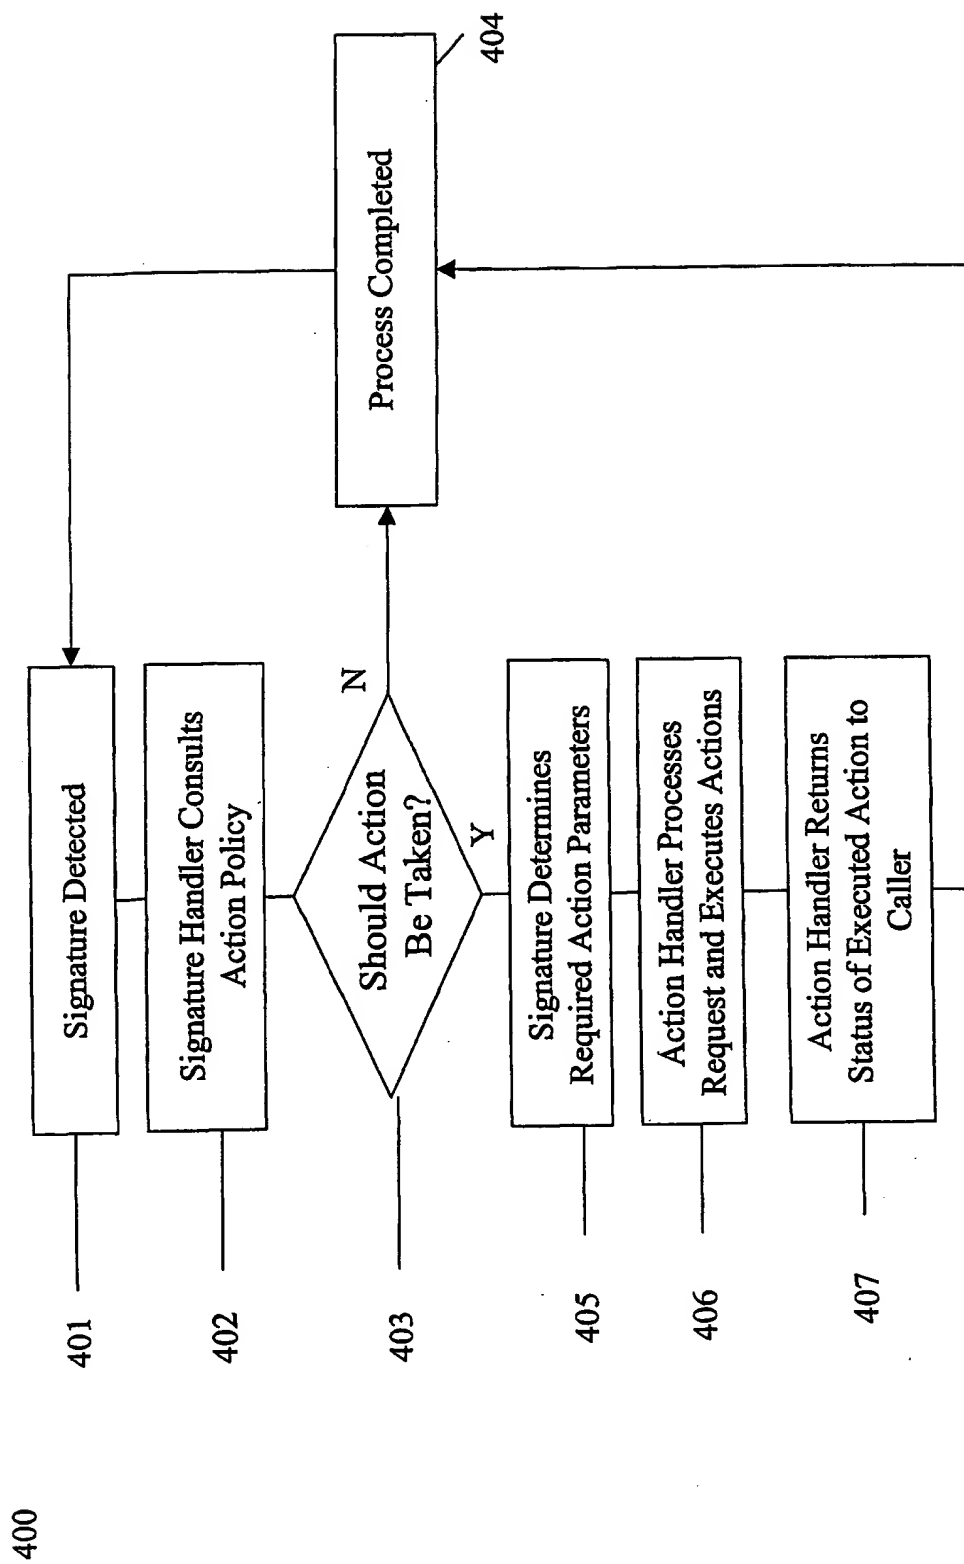 400
401
Signature Detected
402
Signature Handler Consults
Action Policy
403
Should Action
Be Taken?
N
Y
Process Completed
404
405
Signature Determines
Required Action Parameters
406
Action Handler Processes
Request and Executes Actions
407
Action Handler Returns
Status of Executed Action to
Caller